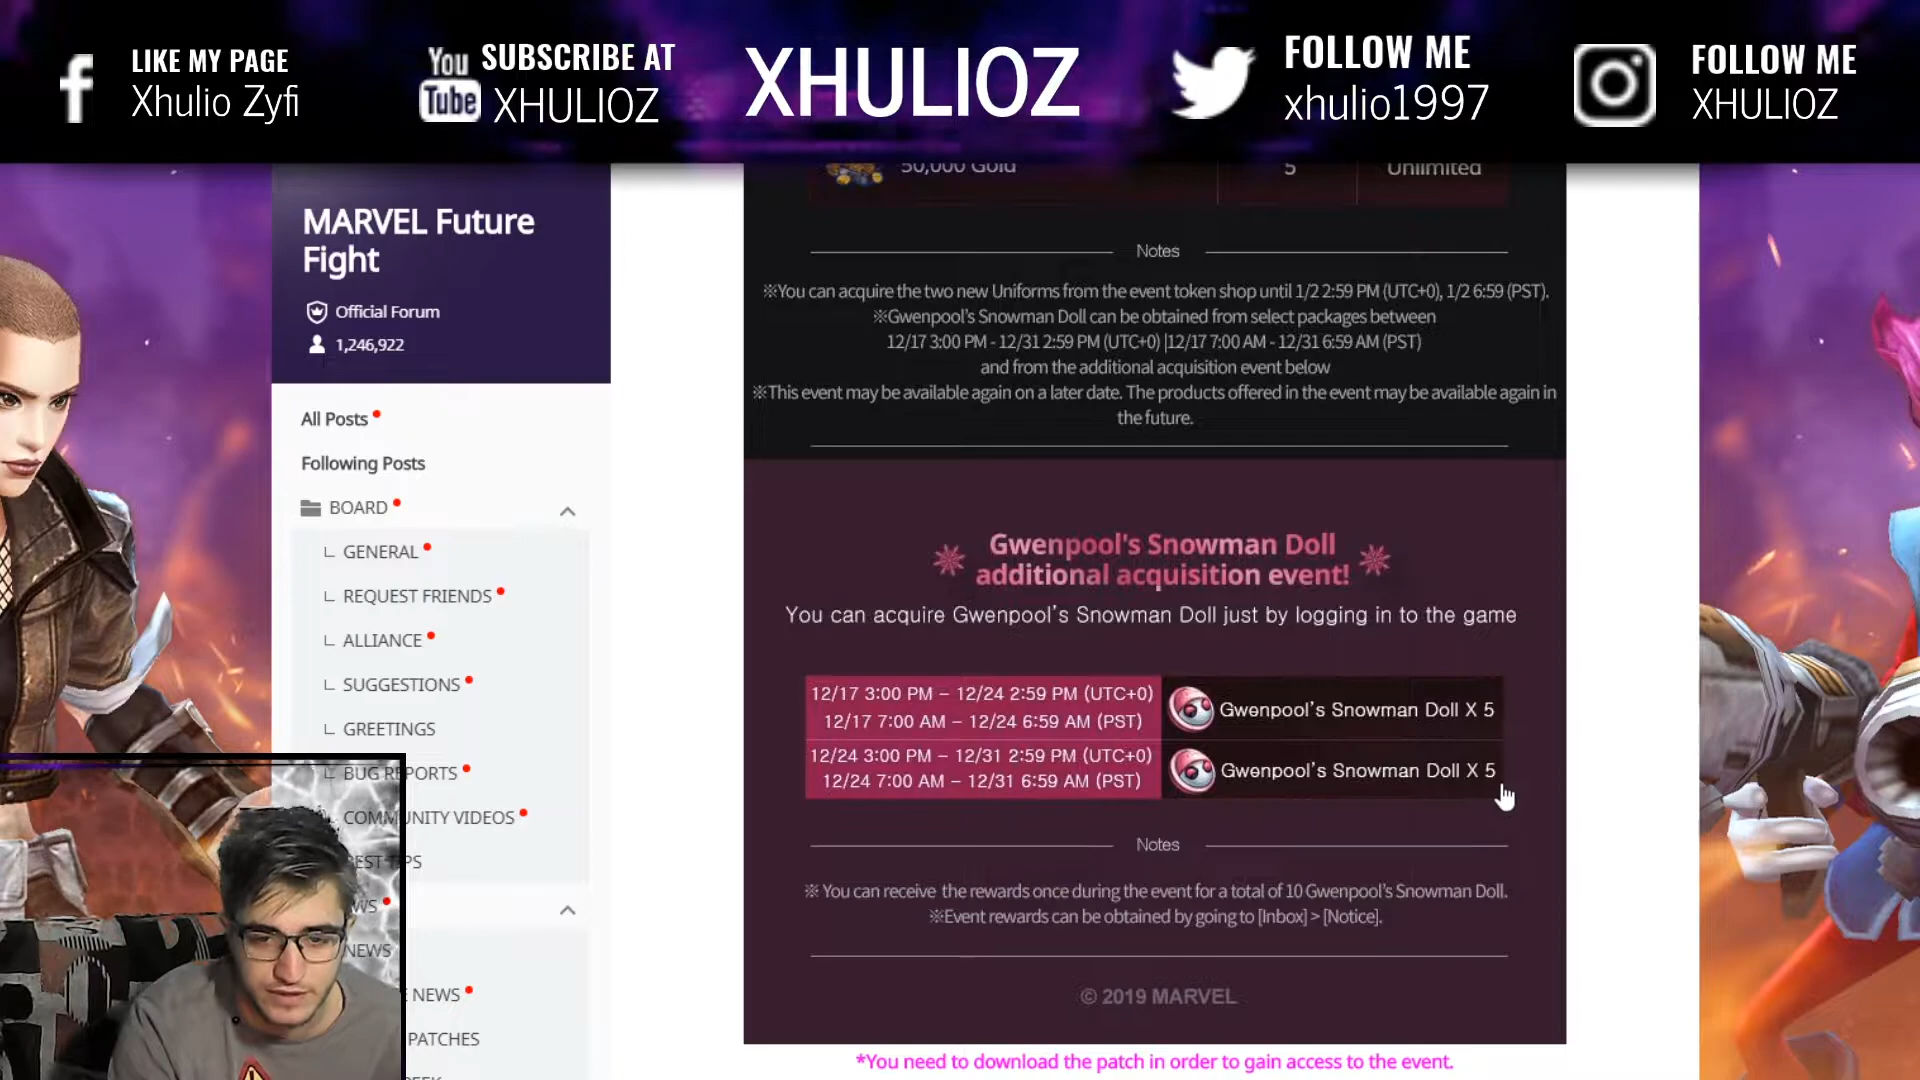 LIKE MY PAGE
Xhulio Zyfi
You Tube
SUBSCRIBE AT
XHULIOZ
XHULIOZ
FOLLOW ME
xhulio1997
FOLLOW ME
XHULIOZ
MARVEL Future
Fight
Official Forum
1,246,922
All Posts
Following Posts
BOARD
GENERAL
REQUEST FRIENDS
ALLIANCE
SUGGESTIONS
GREETINGS
BUG REPORTS
COMMUNITY VIDEOS
BEST TIPS
NEWS
NEWS
PATCHES
50,000 Gold 5 Unlimited
Notes
※You can acquire the two new Uniforms from the event token shop until 1/2 2:59 PM (UTC+0), 1/2 6:59 (PST).
※Gwenpool's Snowman Doll can be obtained from select packages between
12/17 3:00 PM - 12/31 2:59 PM (UTC+0) |12/17 7:00 AM - 12/31 6:59 AM (PST)
and from the additional acquisition event below
※This event may be available again on a later date. The products offered in the event may be available again in
the future.
Gwenpool's Snowman Doll
additional acquisition event!
You can acquire Gwenpool's Snowman Doll just by logging in to the game
12/17 3:00 PM – 12/24 2:59 PM (UTC+0)
12/17 7:00 AM – 12/24 6:59 AM (PST)
Gwenpool's Snowman Doll X 5
12/24 3:00 PM – 12/31 2:59 PM (UTC+0)
12/24 7:00 AM – 12/31 6:59 AM (PST)
Gwenpool's Snowman Doll X 5
Notes
※ You can receive the rewards once during the event for a total of 10 Gwenpool's Snowman Doll.
※Event rewards can be obtained by going to [Inbox] > [Notice].
© 2019 MARVEL
*You need to download the patch in order to gain access to the event.